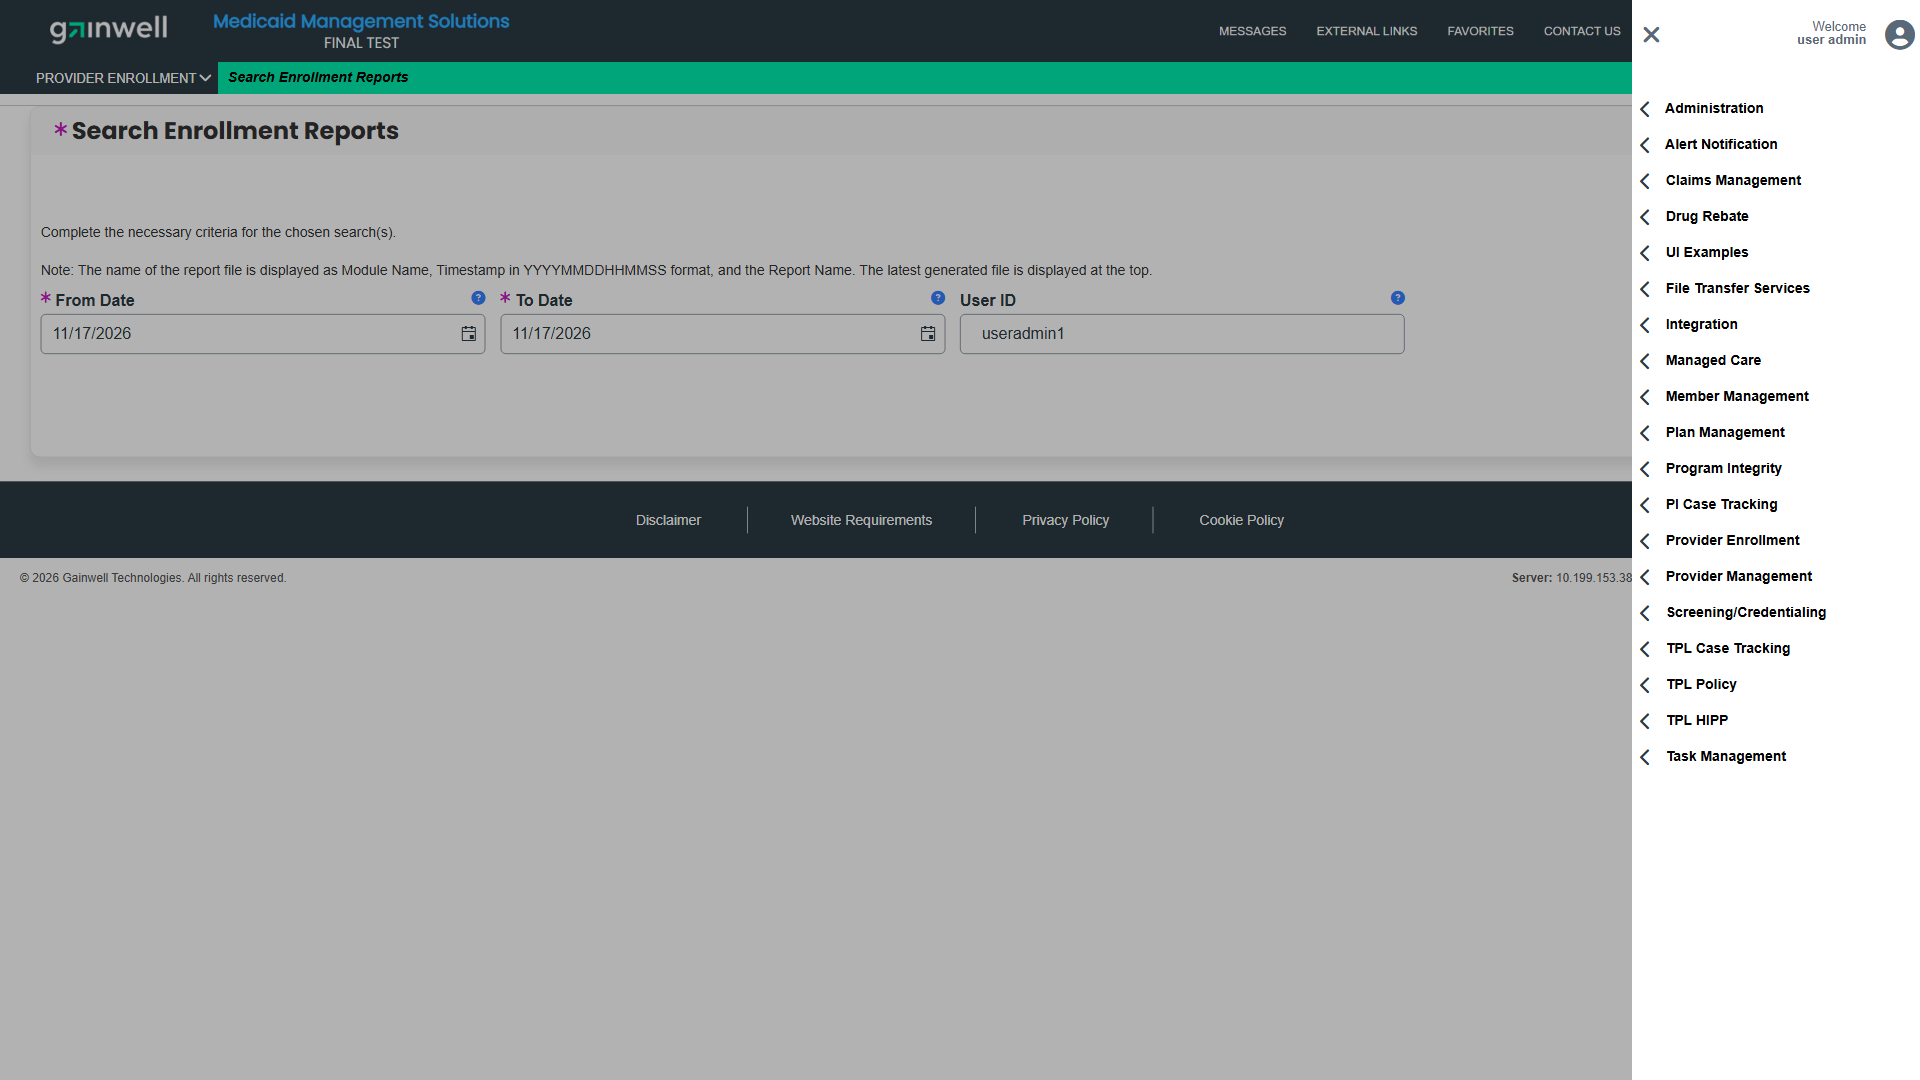 gainwell
Medicaid Management Solutions
FINAL TEST
MESSAGES EXTERNAL LINKS FAVORITES CONTACT US
Welcome
user admin
PROVIDER ENROLLMENT
Search Enrollment Reports
* Search Enrollment Reports
Complete the necessary criteria for the chosen search(s).
Note: The name of the report file is displayed as Module Name, Timestamp in YYYYMMDDHHMMSS format, and the Report Name. The latest generated file is displayed at the top.
* From Date ? * To Date ? User ID ?
11/17/2026 11/17/2026 useradmin1
Disclaimer Website Requirements Privacy Policy Cookie Policy
© 2026 Gainwell Technologies. All rights reserved.
Server: 10.199.153.38
Administration
Alert Notification
Claims Management
Drug Rebate
UI Examples
File Transfer Services
Integration
Managed Care
Member Management
Plan Management
Program Integrity
PI Case Tracking
Provider Enrollment
Provider Management
Screening/Credentialing
TPL Case Tracking
TPL Policy
TPL HIPP
Task Management